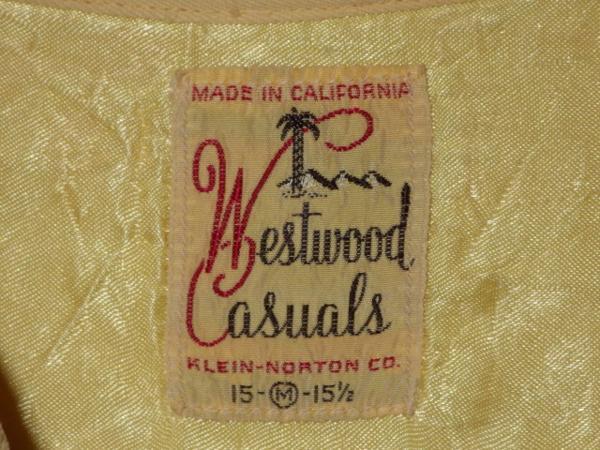 MADE IN CALIFORNIA
Westwood
Casuals
KLEIN-NORTON CO.
15-Ⓜ-15½